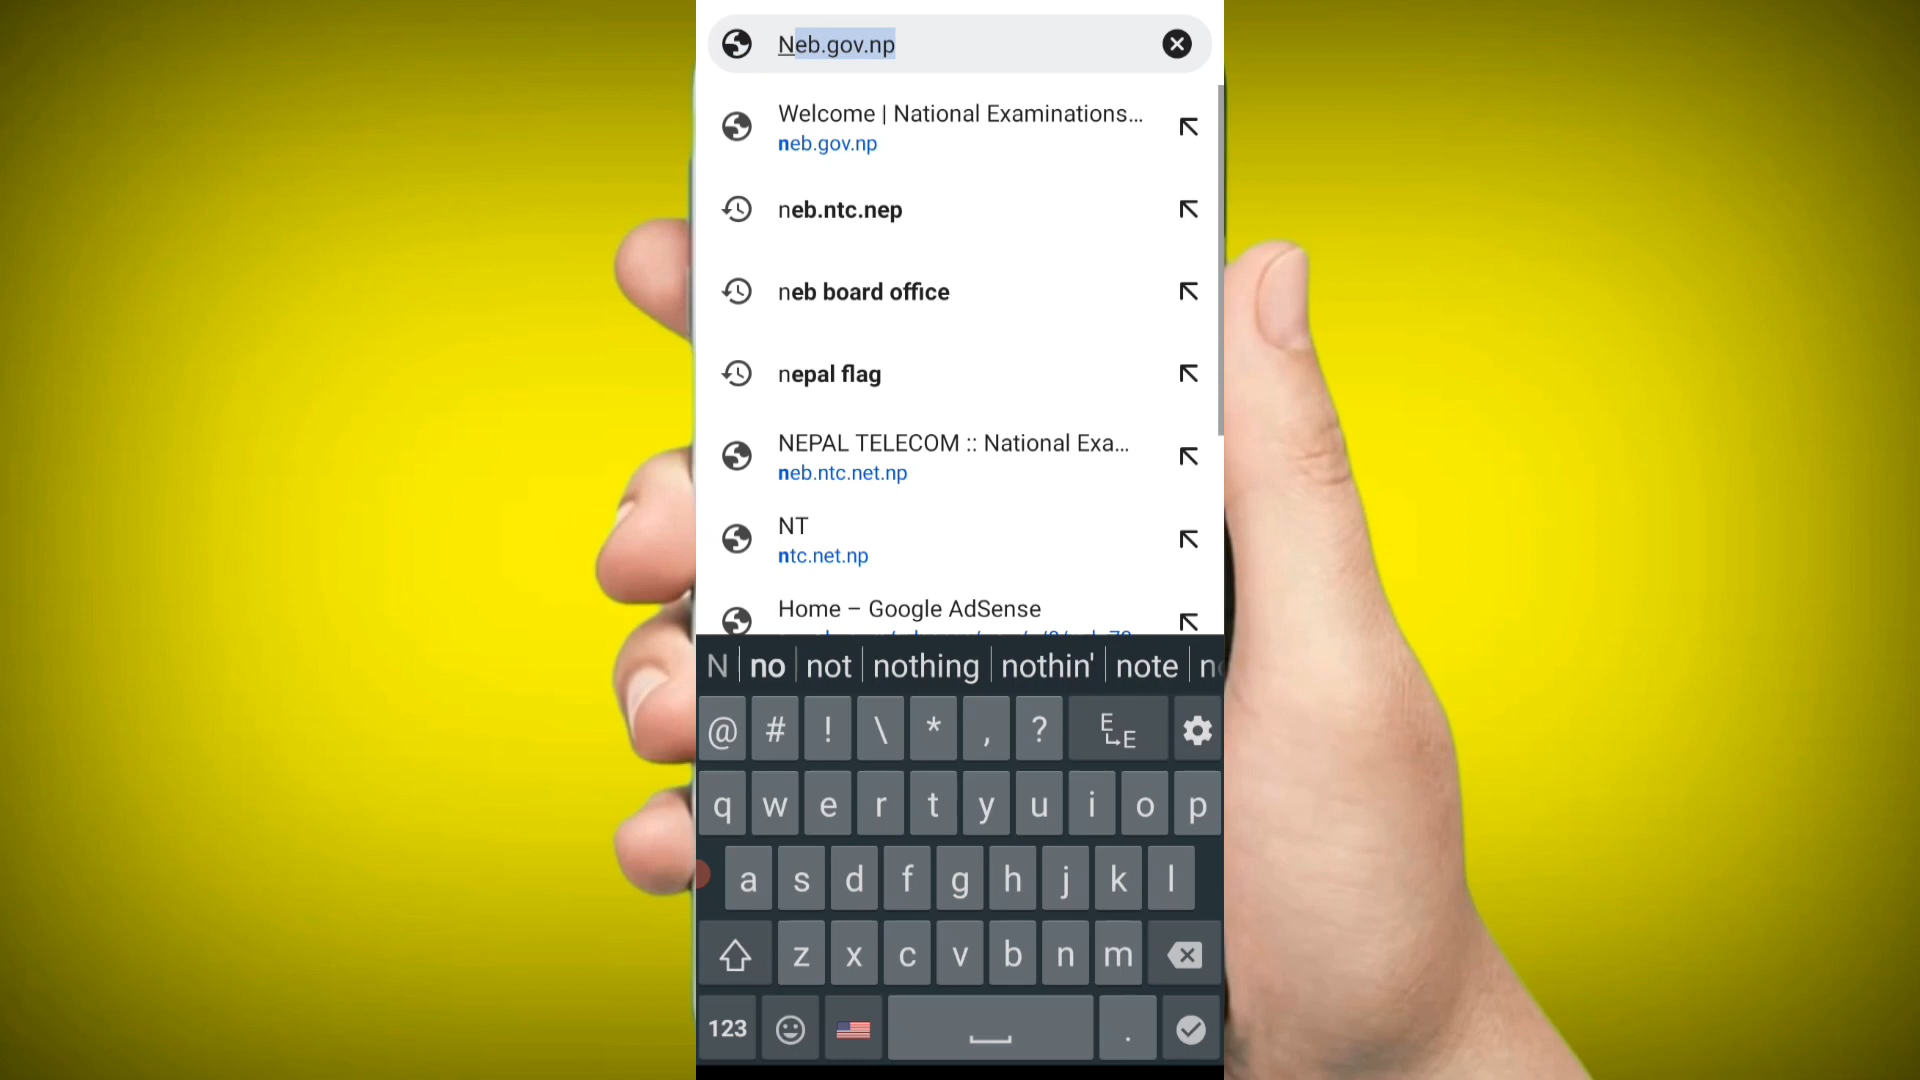 Neb.gov.np
Welcome | National Examinations...
neb.gov.np
neb.ntc.nep
neb board office
nepal flag
NEPAL TELECOM :: National Exa...
neb.ntc.net.np
NT
ntc.net.np
Home – Google AdSense
N no not nothing nothin' note
@ # ! \ * , ? E E
q w e r t y u i o p
a s d f g h j k l
z x c v b n m
123 .